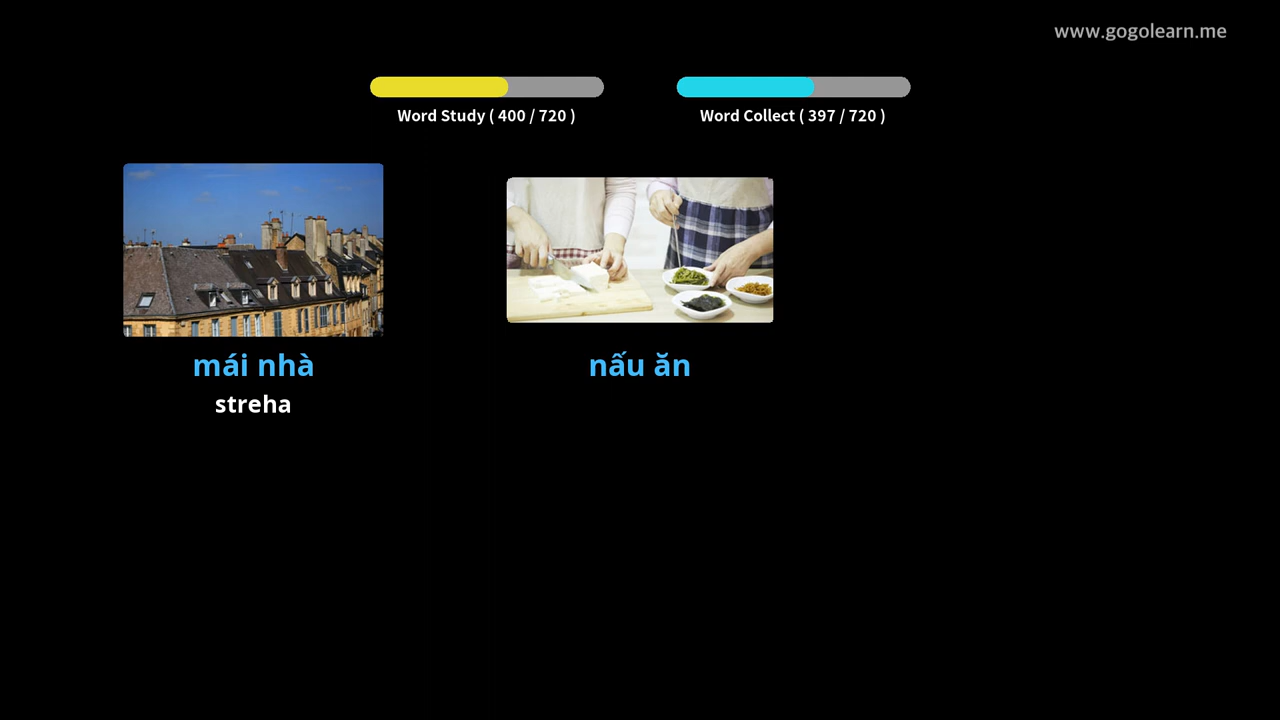 www.gogolearn.me
Word Study ( 400 / 720 )
Word Collect ( 397 / 720 )
mái nhà
streha
nấu ăn